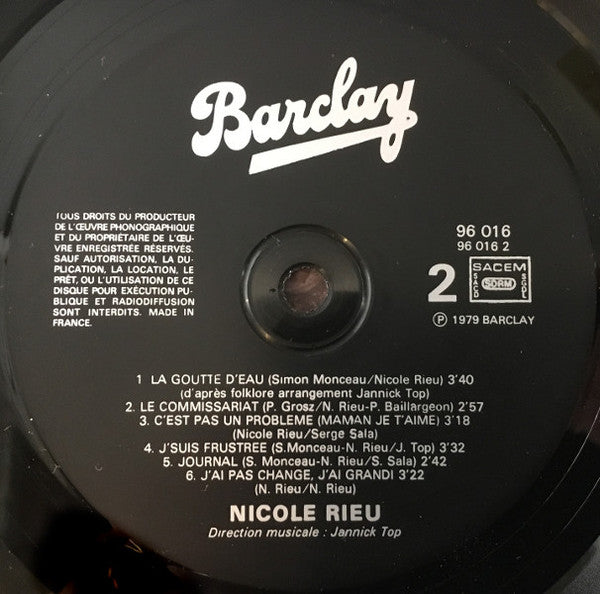 Barclay
TOUS DROITS DU PRODUCTEUR
DE L'ŒUVRE PHONOGRAPHIQUE
ET DU PROPRIÉTAIRE DE L'ŒU-
VRE ENREGISTRÉE RÉSERVÉS.
SAUF AUTORISATION, LA DU-
PLICATION, LA LOCATION, LE
PRÊT, OU L'UTILISATION DE CE
DISQUE POUR EXÉCUTION PU-
BLIQUE ET RADIODIFFUSION
SONT INTERDITS. MADE IN
FRANCE.
96 016
96 016 2
2
SACEM
SACD
SDRM
SGDL
Ⓟ 1979 BARCLAY
1 LA GOUTTE D'EAU (Simon Monceau/Nicole Rieu) 3'40
(d'après folklore arrangement Jannick Top)
2. LE COMMISSARIAT (P. Grosz/N. Rieu-P. Baillargeon) 2'57
3. C'EST PAS UN PROBLEME (MAMAN JE T'AIME) 3'18
(Nicole Rieu/Serge Sala)
4. J'SUIS FRUSTREE (S.Monceau-N. Rieu/J. Top) 3'32
5. JOURNAL (S. Monceau-N. Rieu/S. Sala) 2'42
6. J'AI PAS CHANGE, J'AI GRANDI 3'22
(N. Rieu/N. Rieu)
NICOLE RIEU
Direction musicale : Jannick Top